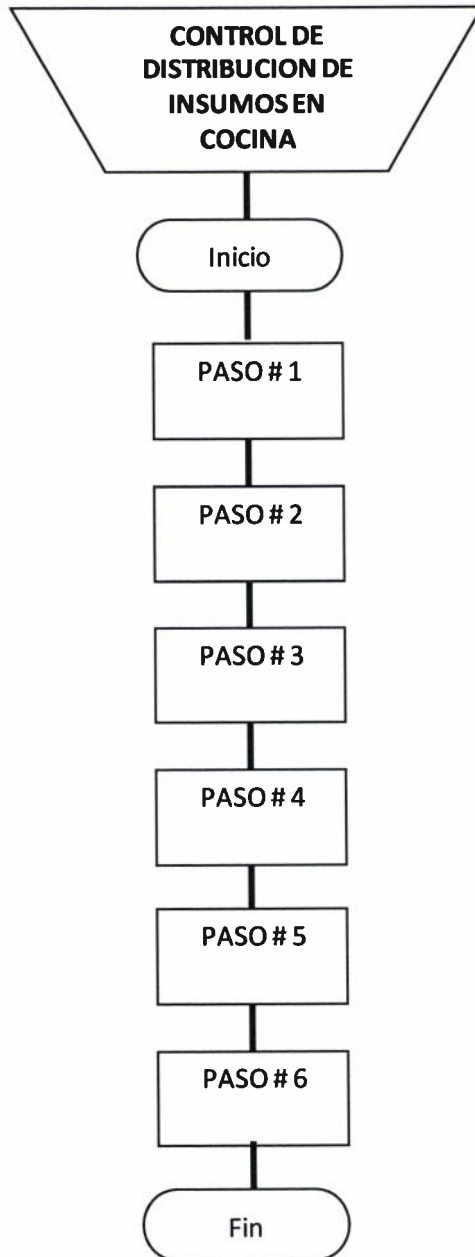 CONTROL DE
DISTRIBUCION DE
INSUMOS EN
COCINA
Inicio
PASO # 1
PASO # 2
PASO # 3
PASO # 4
PASO # 5
PASO # 6
Fin